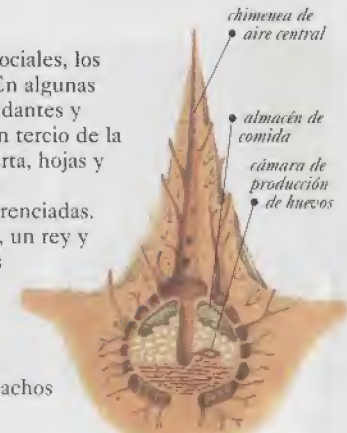 ociales, los
En algunas
dantes y
n tercio de la
erta, hojas y
renciadas.
, un rey y
s
achos
chimenea de
aire central
almacén de
comida
cámara de
producción
de huevos